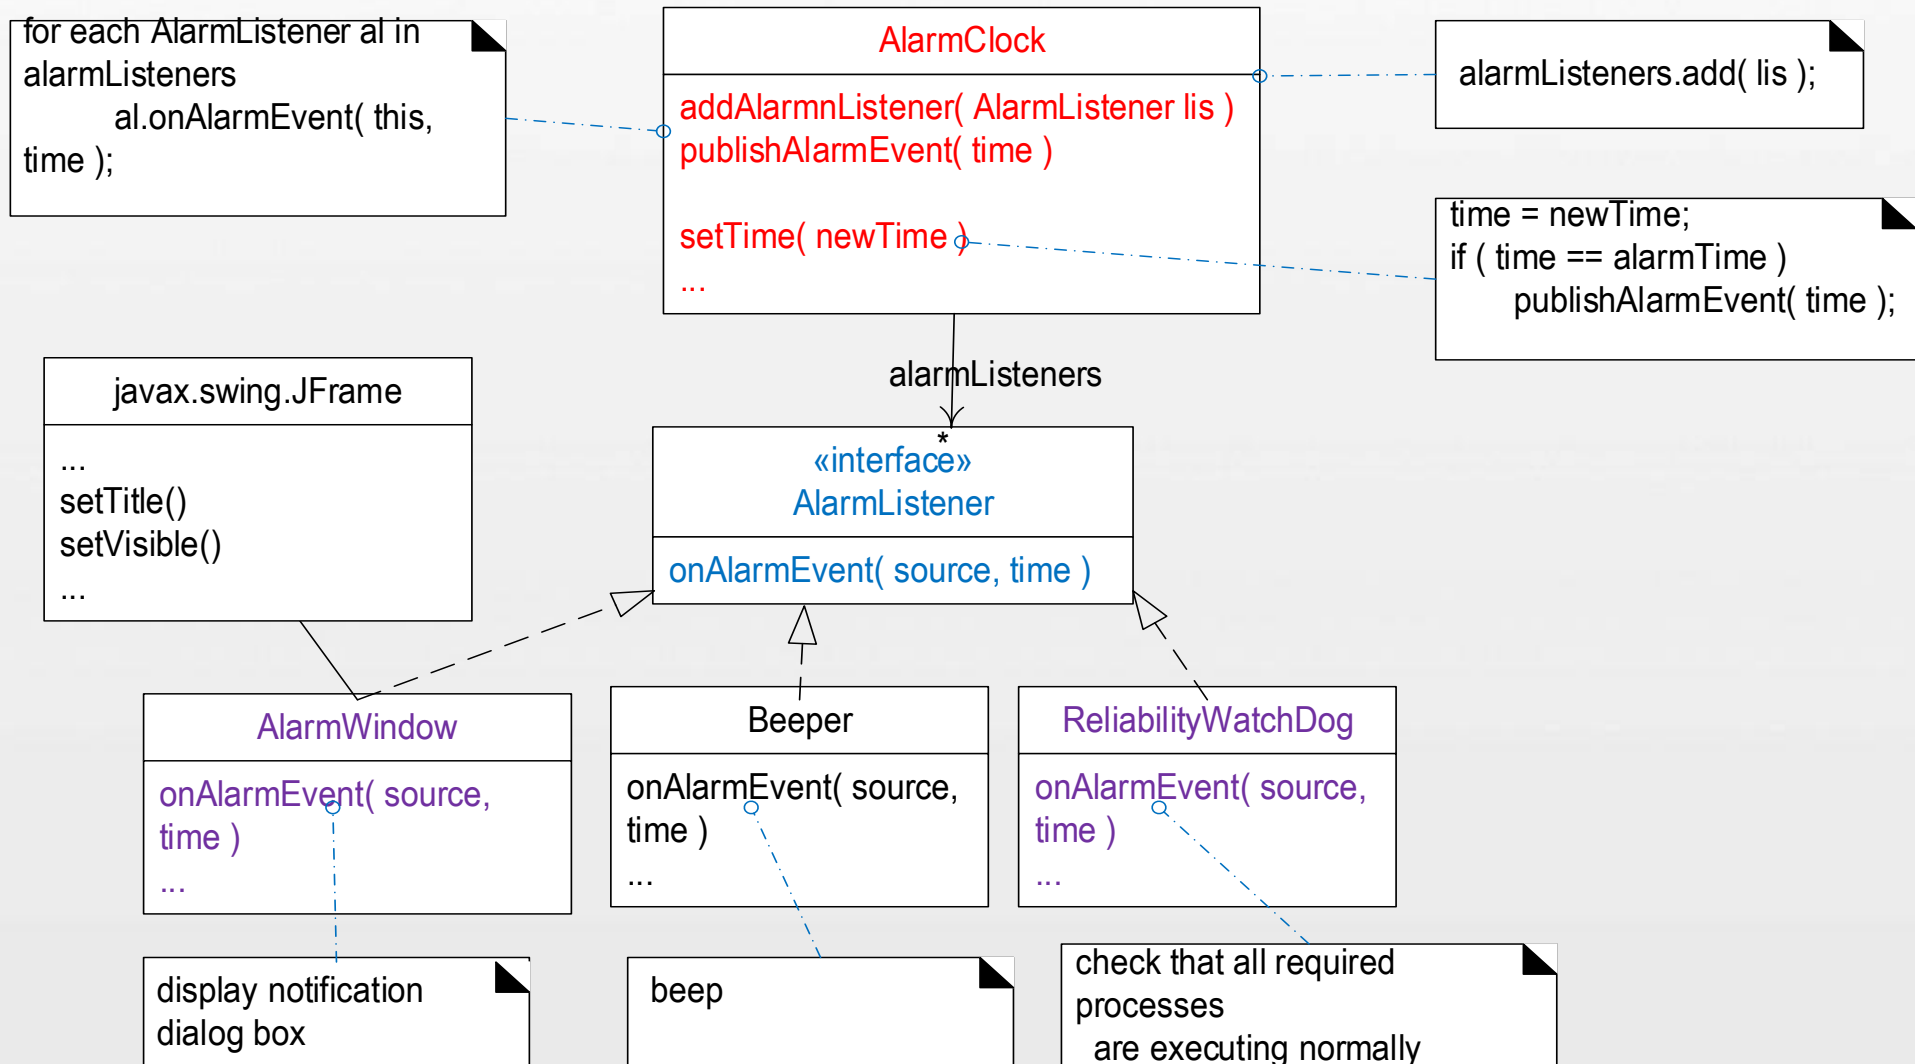 for each AlarmListener al in
alarmListeners
al.onAlarmEvent( this,
time );
AlarmClock
addAlarmnListener( AlarmListener lis )
publishAlarmEvent( time )
setTime( newTime )
...
alarmListeners.add( lis );
time = newTime;
if ( time == alarmTime )
publishAlarmEvent( time );
alarmListeners
*
javax.swing.JFrame
...
setTitle()
setVisible()
...
«interface»
AlarmListener
onAlarmEvent( source, time )
AlarmWindow
onAlarmEvent( source,
time )
...
Beeper
onAlarmEvent( source,
time )
...
ReliabilityWatchDog
onAlarmEvent( source,
time )
...
display notification
dialog box
beep
check that all required
processes
are executing normally